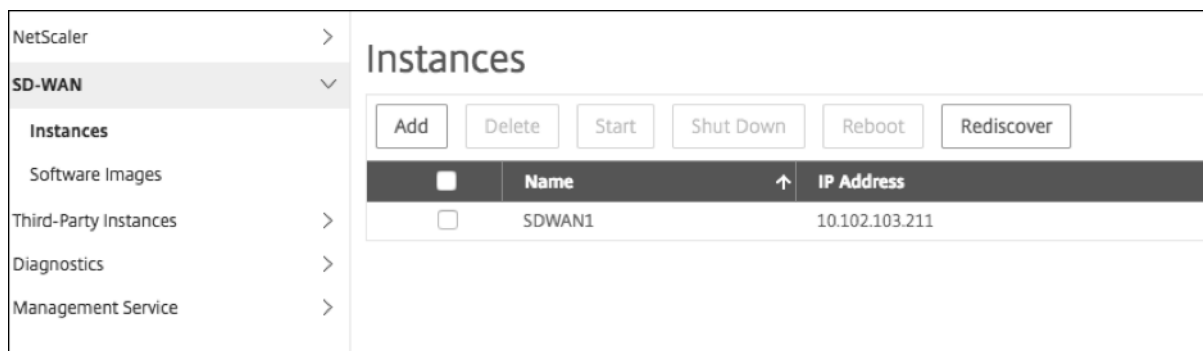 NetScaler
SD-WAN
Instances
Software Images
Third-Party Instances
Diagnostics
Management Service
Instances
Add Delete Start Shut Down Reboot Rediscover
Name IP Address
SDWAN1 10.102.103.211